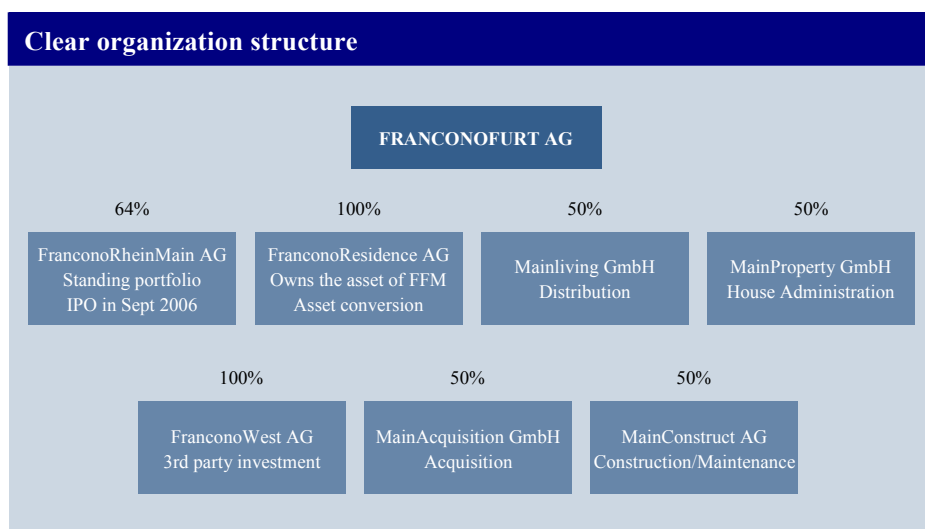 Clear organization structure
FRANCONOFURT AG
64%
100%
50%
50%
FranconoRheinMain AG
Standing portfolio
IPO in Sept 2006
FranconoResidence AG
Owns the asset of FFM
Asset conversion
Mainliving GmbH
Distribution
MainProperty GmbH
House Administration
100%
50%
50%
FranconoWest AG
3rd party investment
MainAcquisition GmbH
Acquisition
MainConstruct AG
Construction/Maintenance